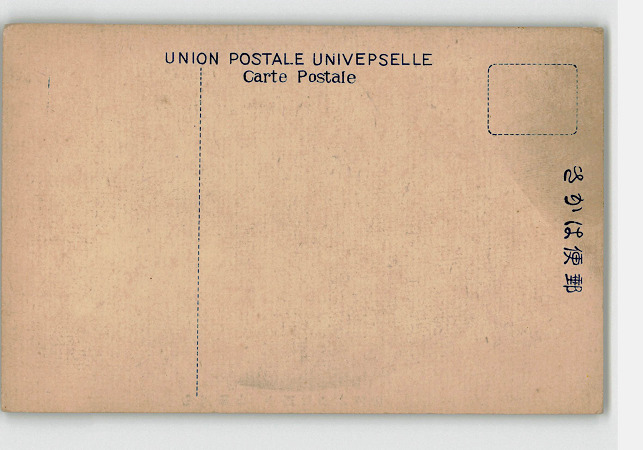 UNION POSTALE UNIVEPSELLE
Carte Postale
郵便はかき